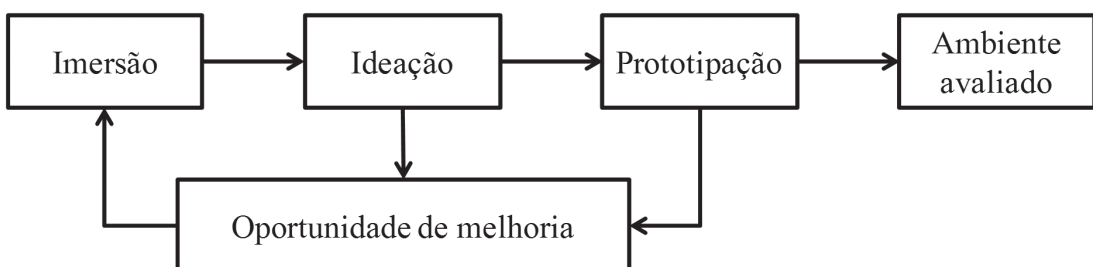 Imersão
Ideação
Prototipação
Ambiente
avaliado
Oportunidade de melhoria